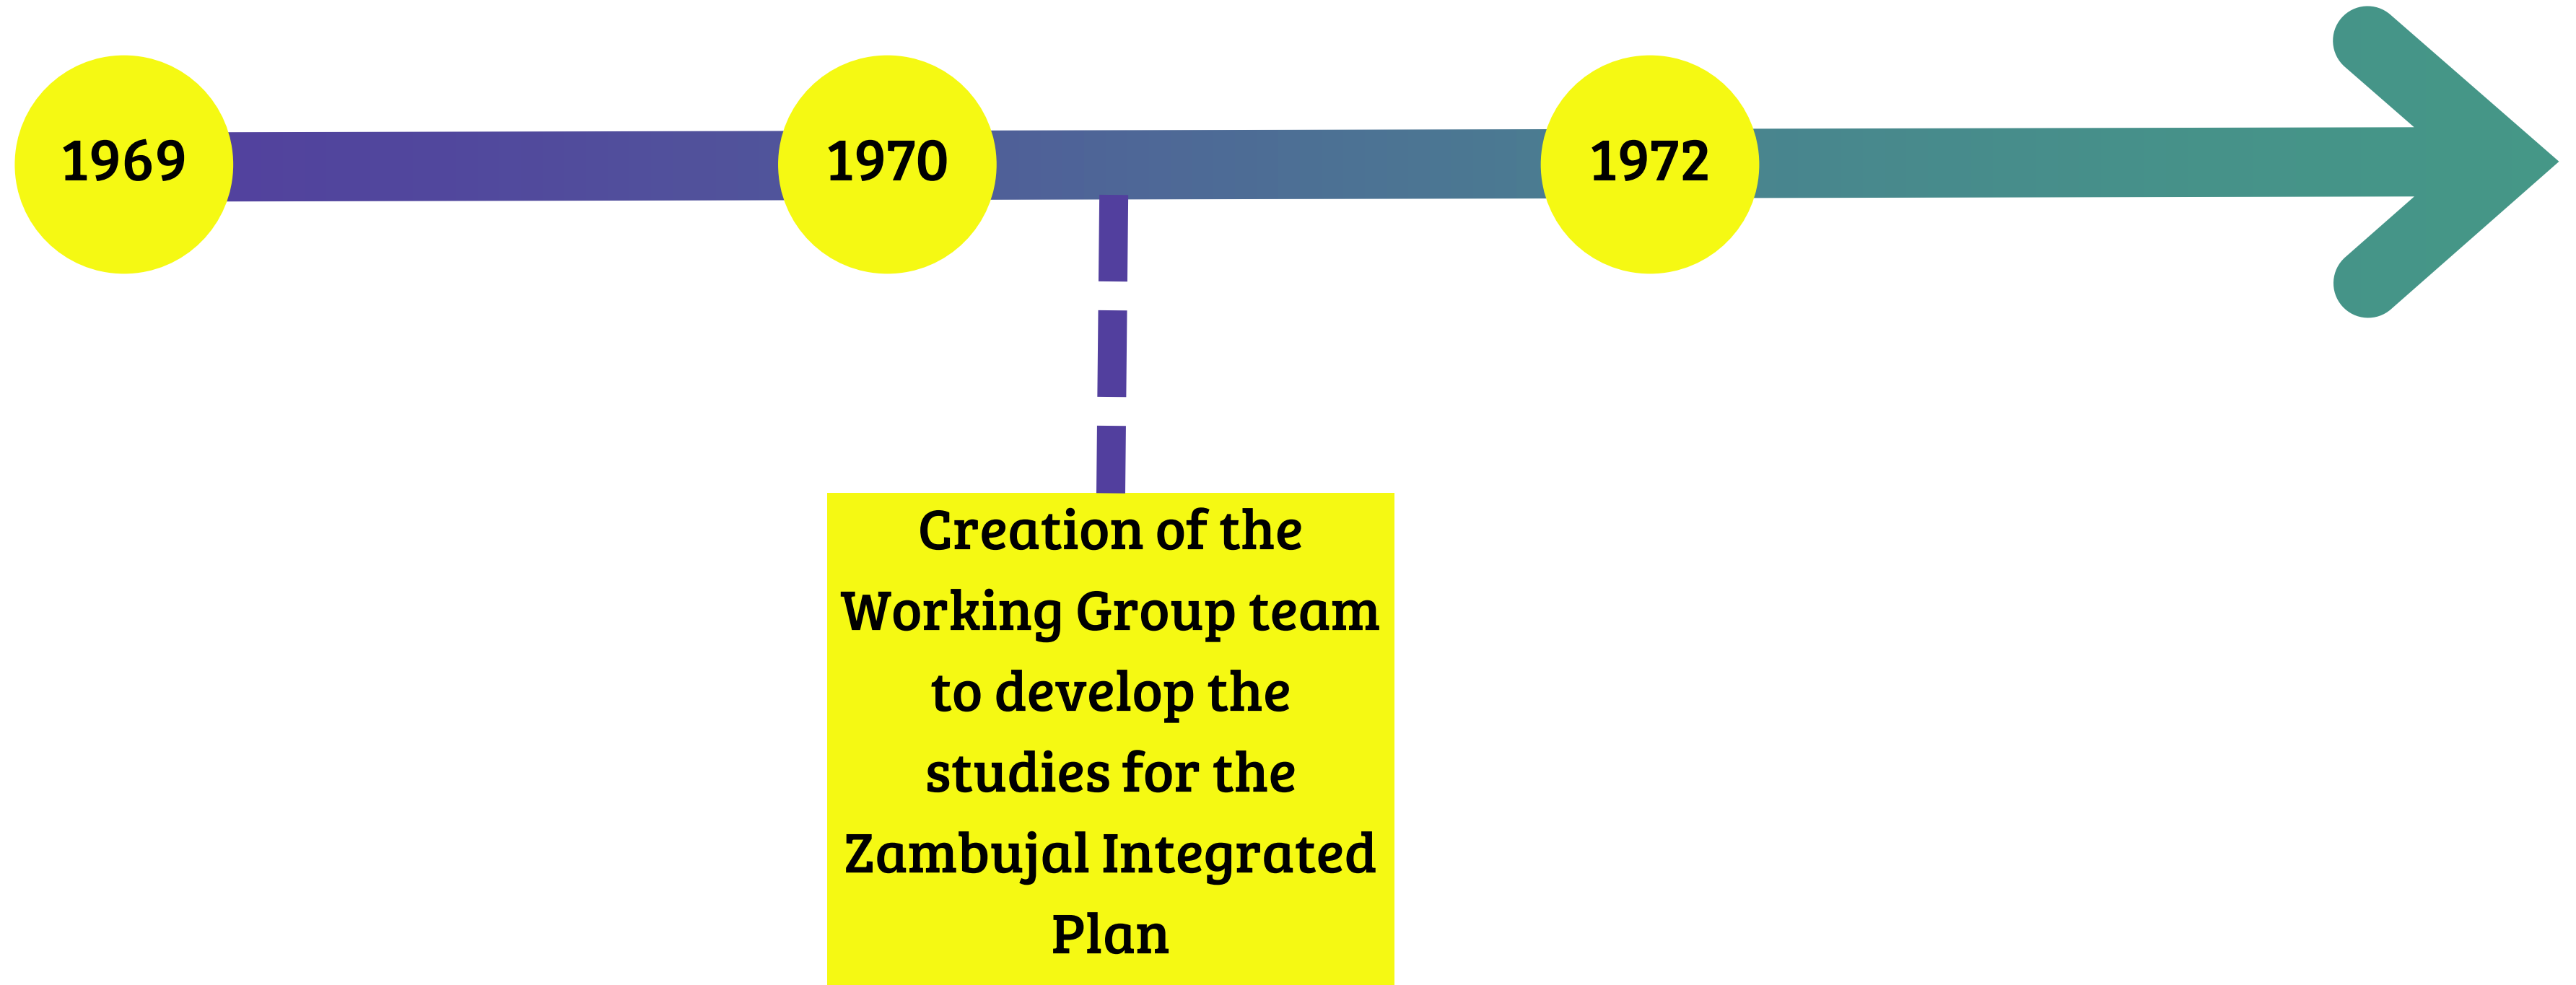 1969
1970
1972
Creation of the
Working Group team
to develop the
studies for the
Zambujal Integrated
Plan